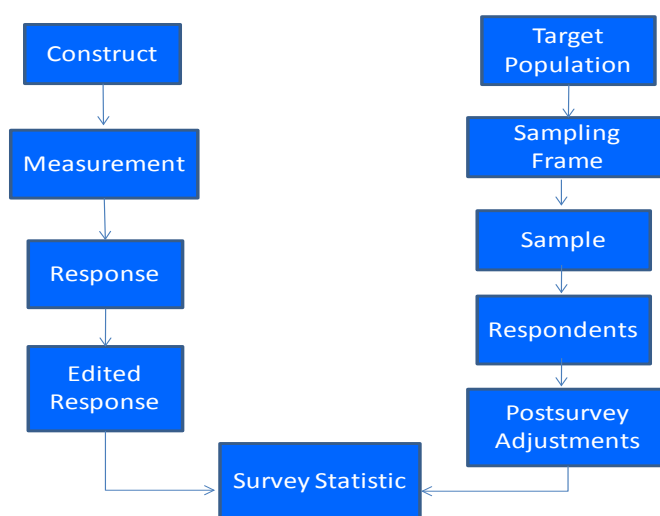 Construct
Measurement
Response
Edited
Response
Target
Population
Sampling
Frame
Sample
Respondents
Postsurvey
Adjustments
Survey Statistic